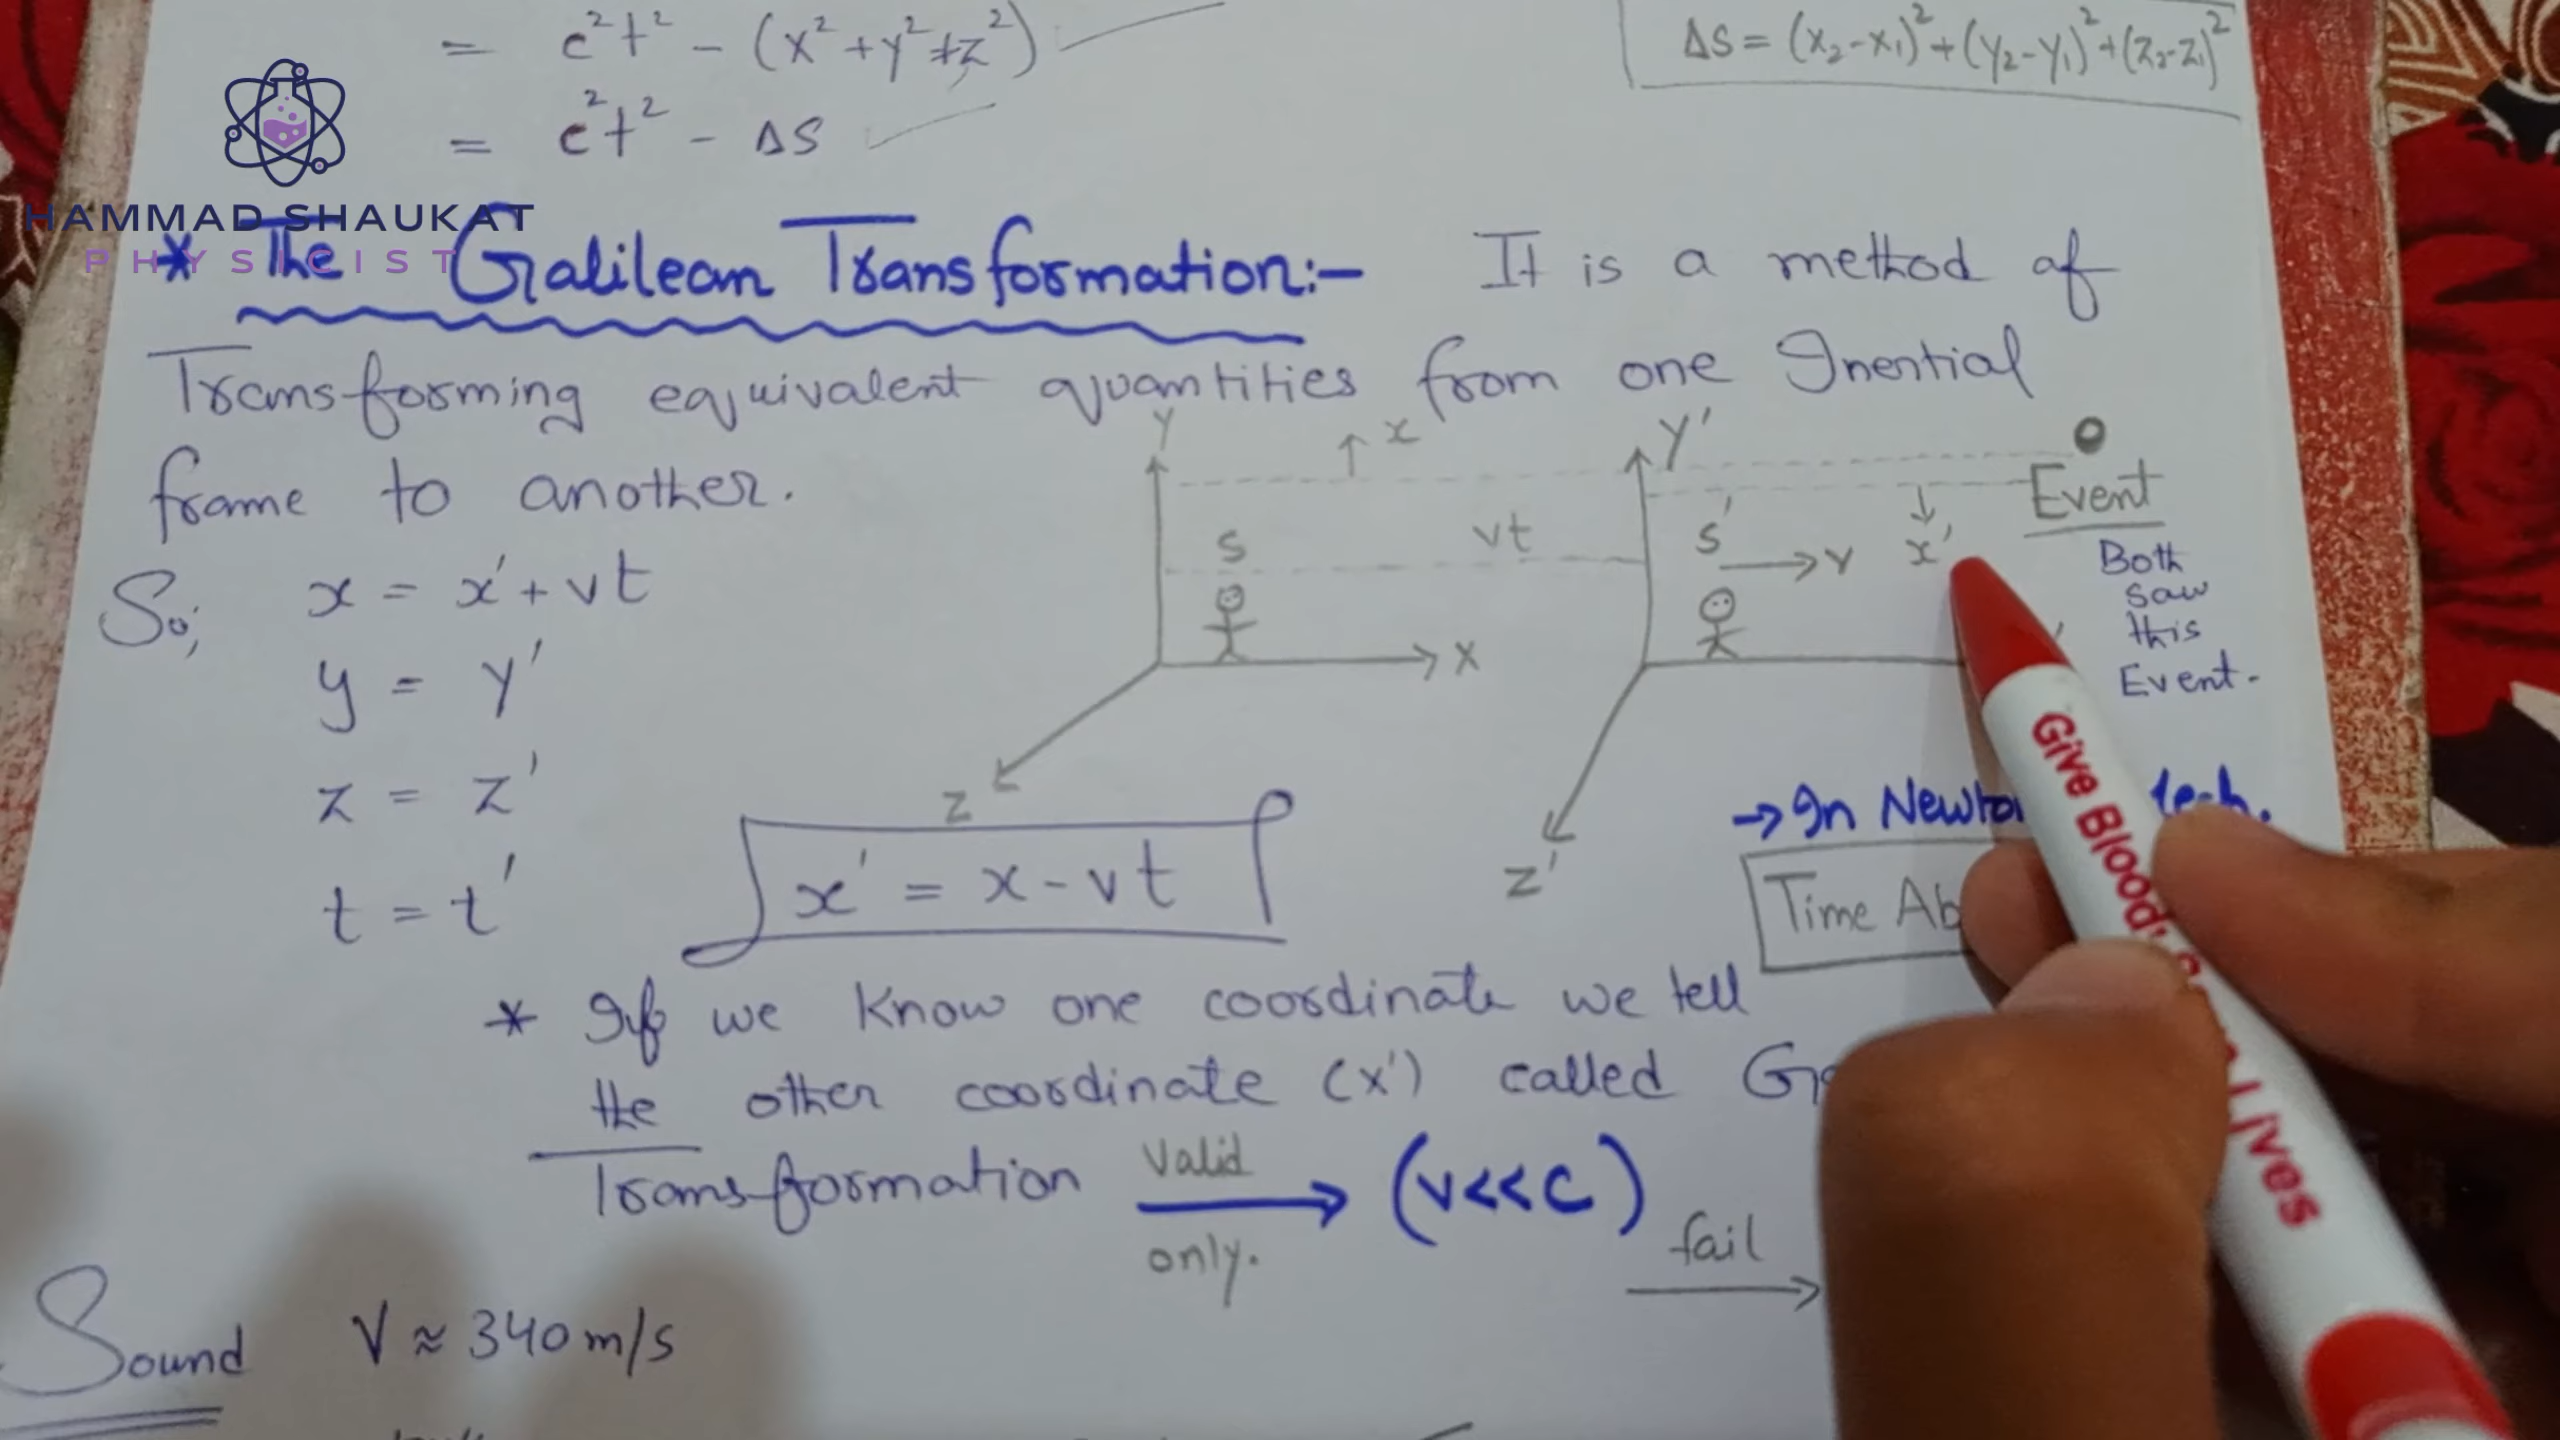 = c²t² - (x² + y² + z²)
ΔS = (x₂-x₁)² + (y₂-y₁)² + (z₂-z₁)²
= c²t² - ΔS
HAMMAD SHAUKAT
PHYSICIST
* The Galilean Transformation:- It is a method of
Transforming equivalent quantities from one Inertial
frame to another.
Y
↑ x
Y'
Event
S
vt
S'
→ v
↓ x'
Both
saw
this
Event.
So; x = x' + vt
y = y'
z = z'
t = t'
X
Z
Z'
x' = x - vt
→ In
Time
* If we know one coordinate we tell
the other coordinate (x') called
Transformation valid only. → (v<<c)
fail →
Sound V ≈ 340 m/s
Give Blood
Lives